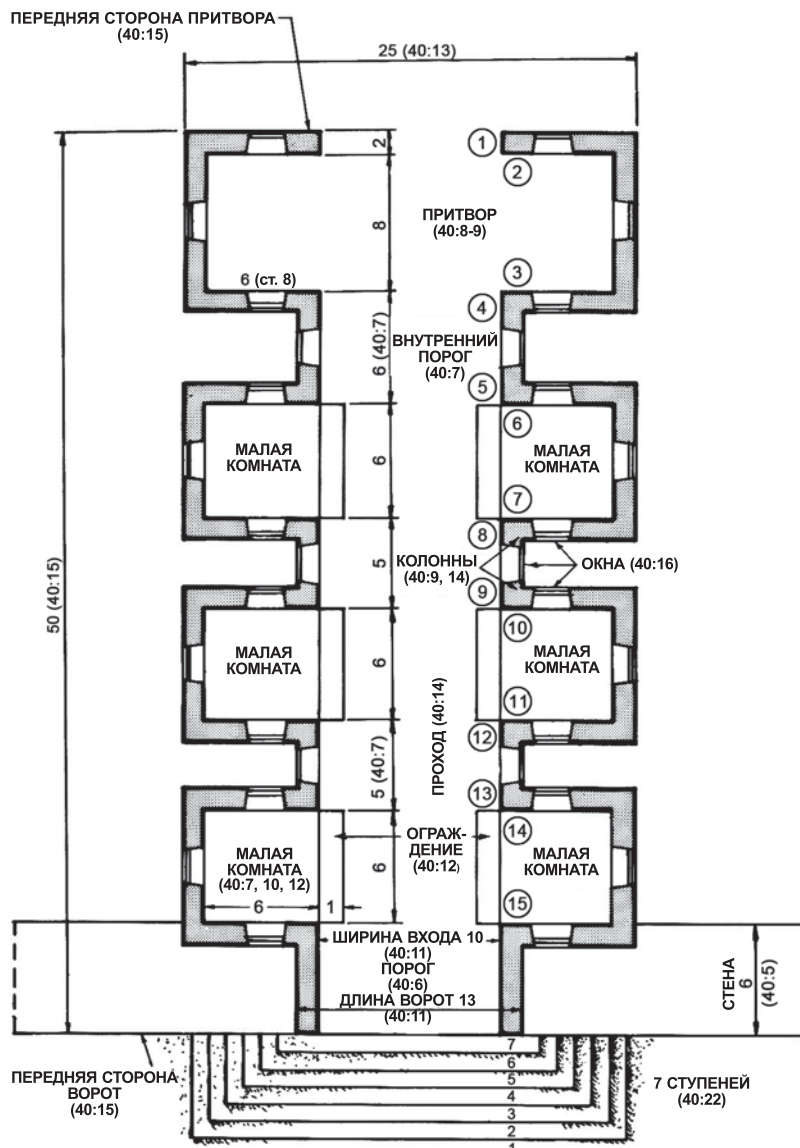 ПЕРЕДНЯЯ СТОРОНА ПРИТВОРА
(40:15)
25 (40:13)
1
2
2
8
ПРИТВОР
(40:8-9)
6 (ст. 8)
3
4
6 (40:7)
ВНУТРЕННИЙ
ПОРОГ
(40:7)
5
6
МАЛАЯ
КОМНАТА
6
МАЛАЯ
КОМНАТА
7
8
50 (40:15)
5
КОЛОННЫ
(40:9, 14)
ОКНА (40:16)
9
10
МАЛАЯ
КОМНАТА
6
МАЛАЯ
КОМНАТА
11
ПРОХОД (40:14)
12
5 (40:7)
13
14
ОГРАЖ-
ДЕНИЕ
(40:12)
МАЛАЯ
КОМНАТА
(40:7, 10, 12)
6
МАЛАЯ
КОМНАТА
15
6
1
ШИРИНА ВХОДА 10
(40:11)
ПОРОГ
(40:6)
ДЛИНА ВОРОТ 13
(40:11)
СТЕНА
6
(40:5)
ПЕРЕДНЯЯ СТОРОНА
ВОРОТ
(40:15)
7
6
5
4
3
2
1
7 СТУПЕНЕЙ
(40:22)